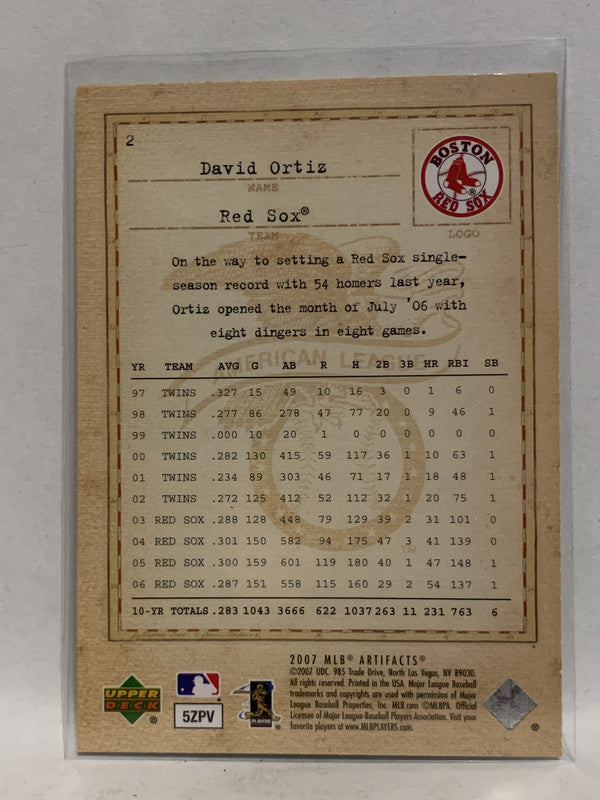 2
David Ortiz
NAME
BOSTON
RED SOX
®
Red Sox®
TEAM
LOGO
On the way to setting a Red Sox single-
season record with 54 homers last year,
Ortiz opened the month of July '06 with
eight dingers in eight games.
AMERICAN LEAGUE
YR TEAM AVG G AB R H 2B 3B HR RBI SB
97 TWINS .327 15 49 10 16 3 0 1 6 0
98 TWINS .277 86 278 47 77 20 0 9 46 1
99 TWINS .000 10 20 1 0 0 0 0 0 0
00 TWINS .282 130 415 59 117 36 1 10 63 1
01 TWINS .234 89 303 46 71 17 1 18 48 1
02 TWINS .272 125 412 52 112 32 1 20 75 1
03 RED SOX .288 128 448 79 129 39 2 31 101 0
04 RED SOX .301 150 582 94 175 47 3 41 139 0
05 RED SOX .300 159 601 119 180 40 1 47 148 1
06 RED SOX .287 151 558 115 160 29 2 54 137 1
TM
10-YR TOTALS .283 1043 3666 622 1037 263 11 231 763 6
2007 MLB® ARTIFACTS®
©2007 UDC. 985 Trade Drive, North Las Vegas, NV 89030.
All rights reserved. Printed in the USA. Major League Baseball
trademarks and copyrights are used with permission of Major
League Baseball Properties, Inc. MLB.com ©MLBPA. Official
Licensee of Major League Baseball Players Association. Visit your
favorite players at www.MLBPLAYERS.com.
UPPER
DECK
®
5ZPV
PLAYERS
®